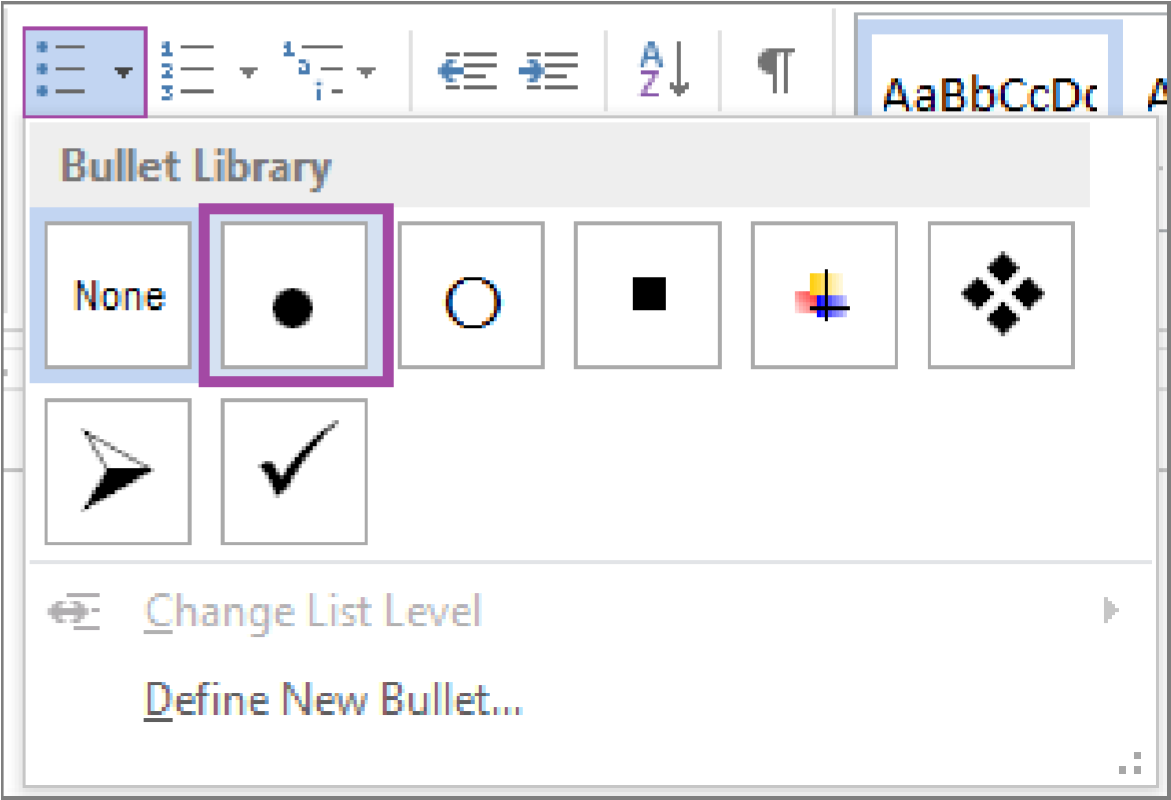 AaBbCcDc
Bullet Library
None
Change List Level
Define New Bullet...